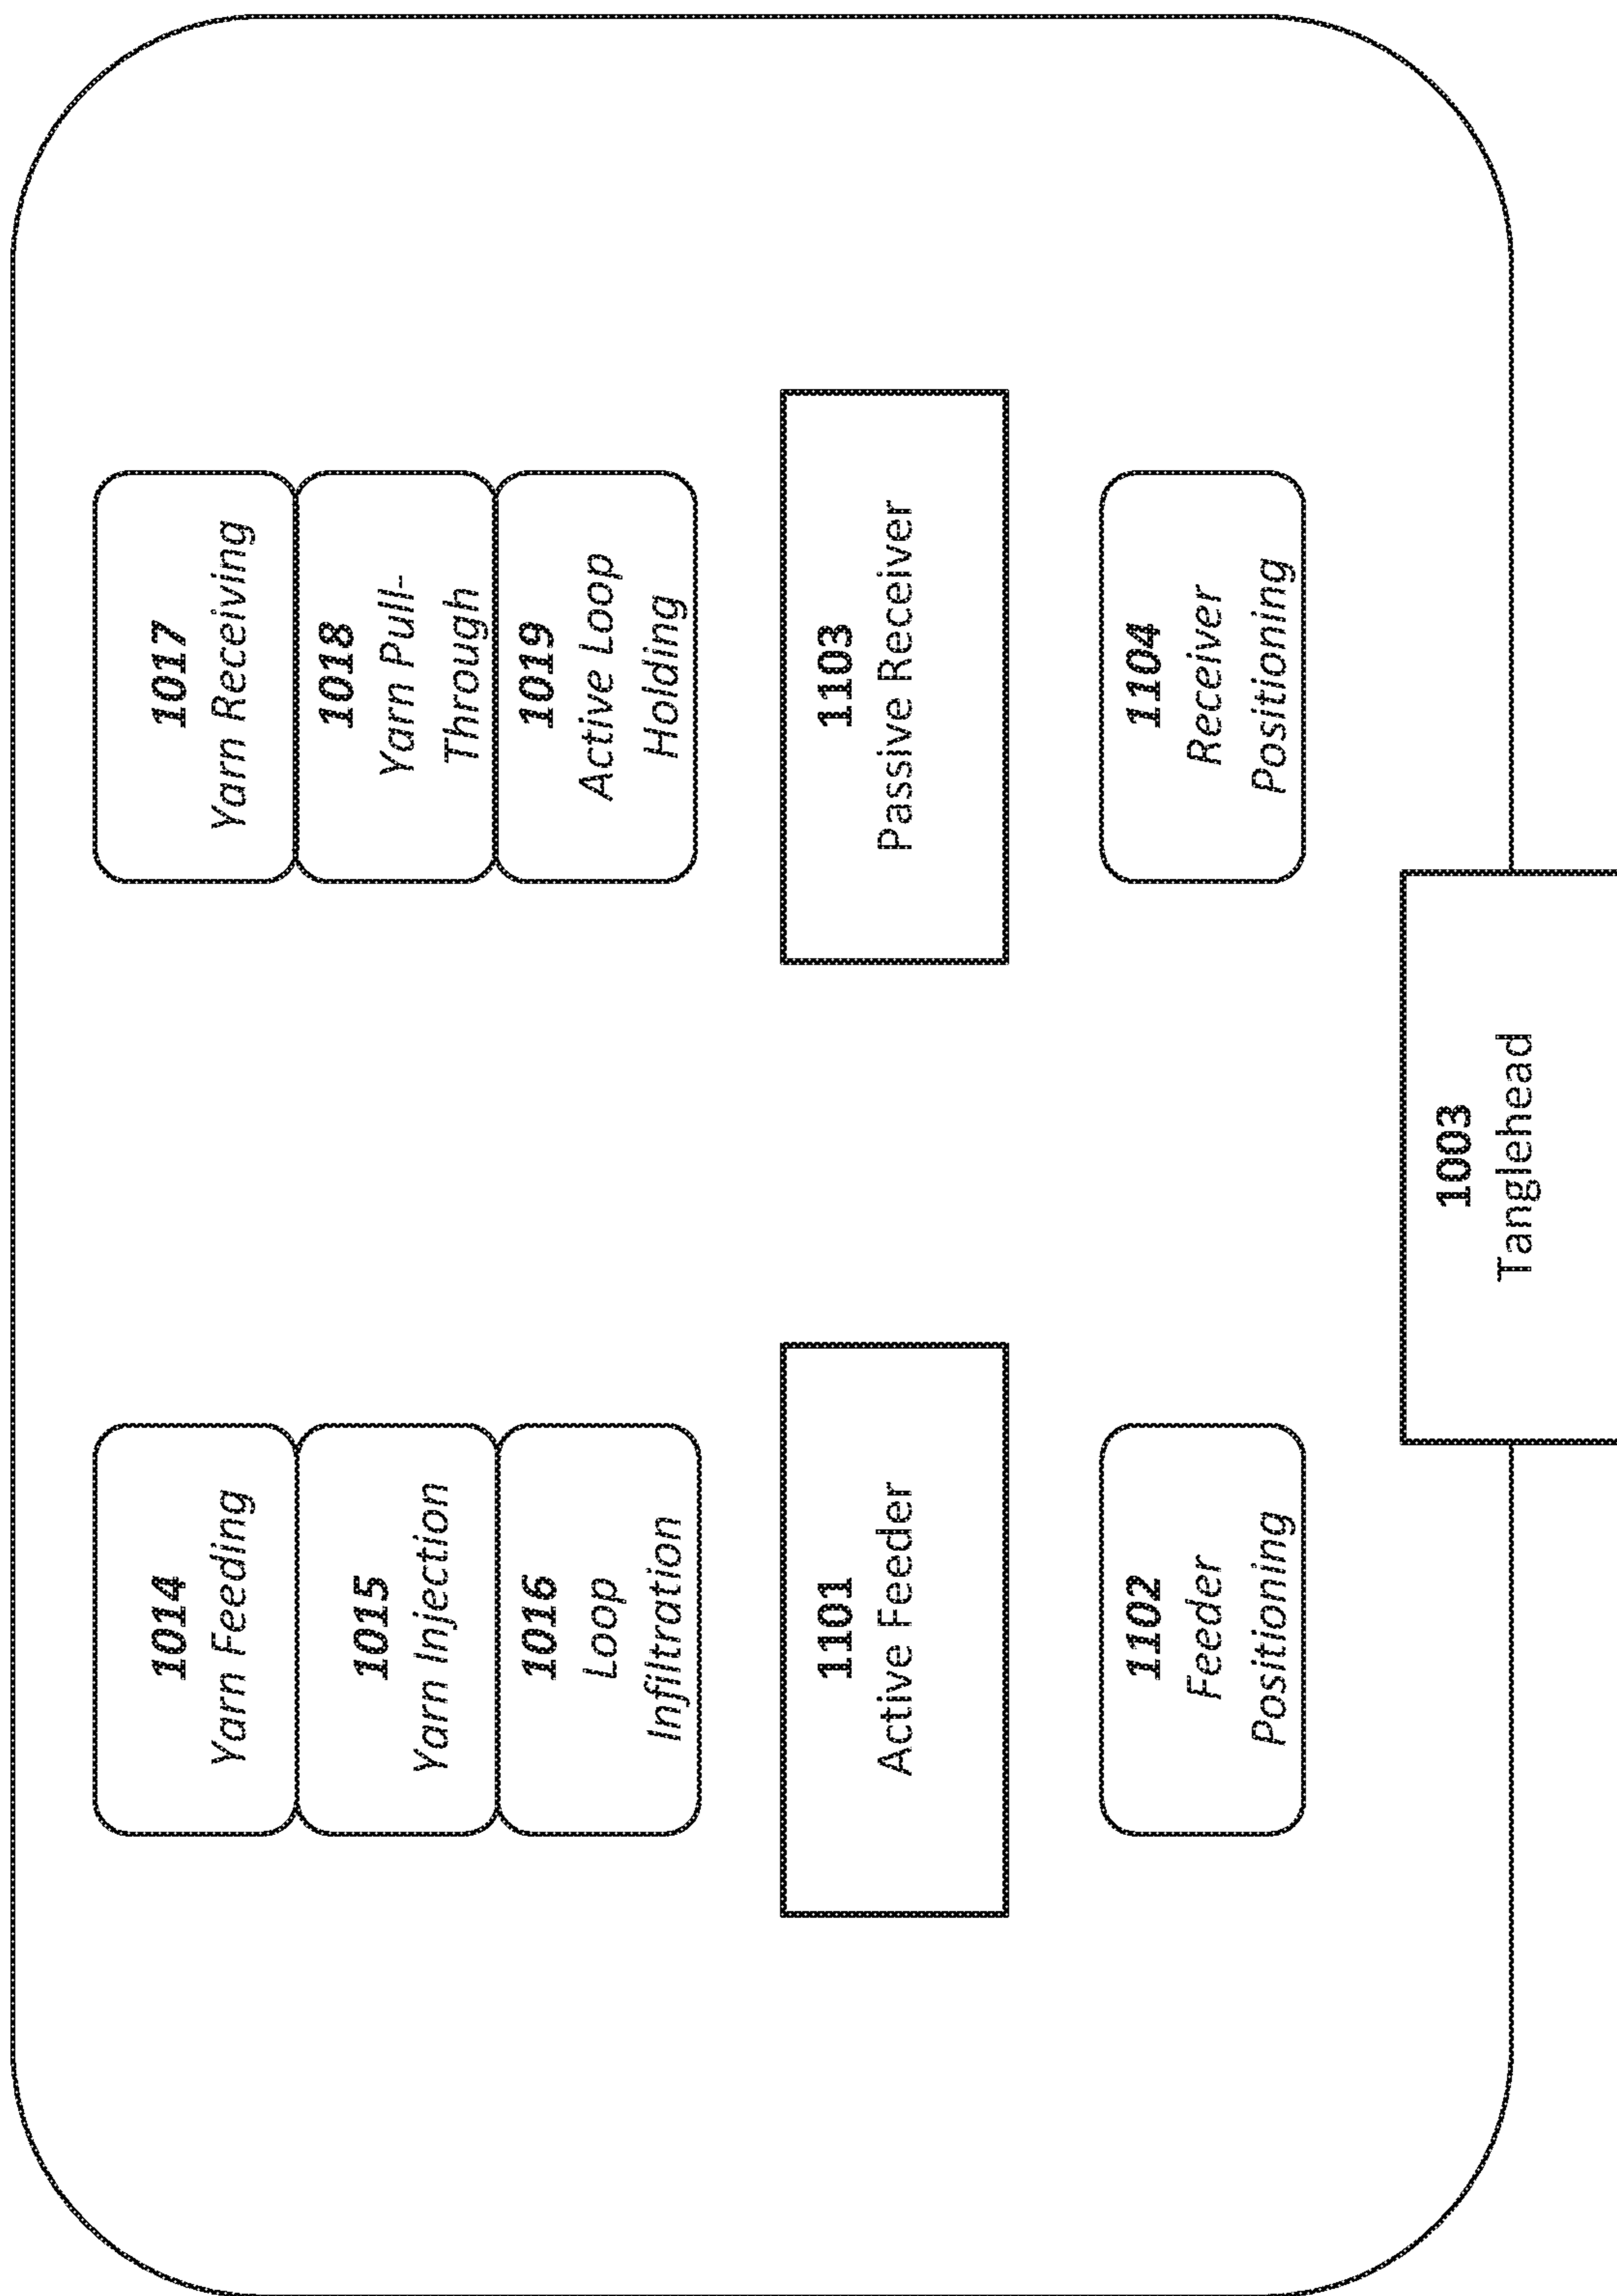 1014
Yarn Feeding
1015
Yarn Injection
1016
Loop
Infiltration
1101
Active Feeder
1102
Feeder
Positioning
1017
Yarn Receiving
1018
Yarn Pull-
Through
1019
Active Loop
Holding
1103
Passive Receiver
1104
Receiver
Positioning
1003
Tanglehead